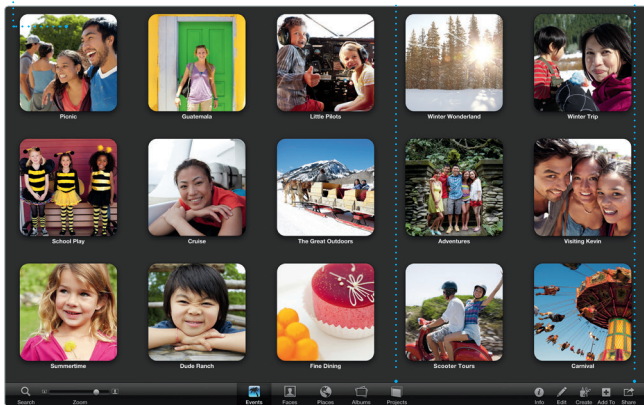 Picnic
Guatemala
Little Pilots
Winter Wonderland
Winter Trip
School Play
Cruise
The Great Outdoors
Adventures
Visiting Kevin
Summertime
Dude Ranch
Fine Dining
Scooter Tours
Carnival
Search
Zoom
Events
Faces
Places
Albums
Projects
Info
Edit
Create
Add To
Share